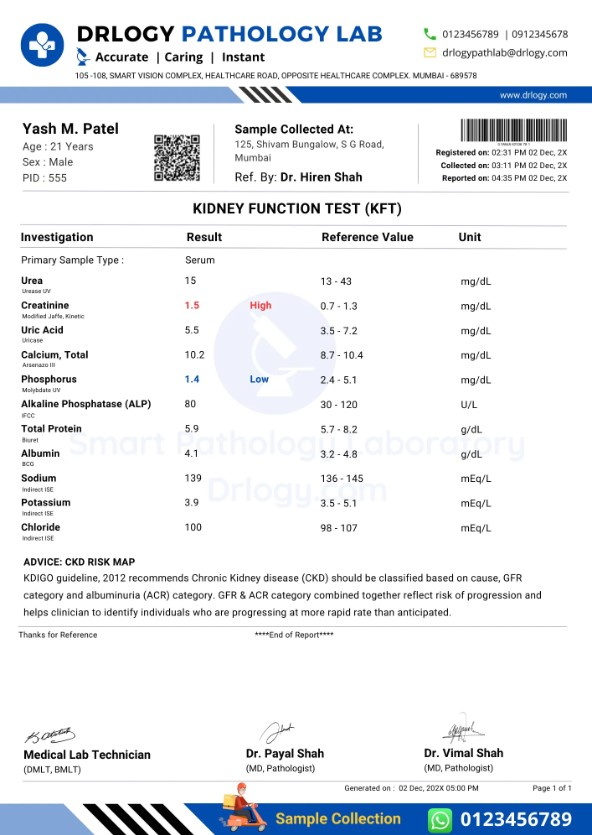 DRLOGY PATHOLOGY LAB
Accurate | Caring | Instant
0123456789 | 0912345678
drlogypathlab@drlogy.com
105 -108, SMART VISION COMPLEX, HEALTHCARE ROAD, OPPOSITE HEALTHCARE COMPLEX. MUMBAI - 689578
www.drlogy.com
Yash M. Patel
Age : 21 Years
Sex : Male
PID : 555
Sample Collected At:
125, Shivam Bungalow, S G Road,
Mumbai
Ref. By: Dr. Hiren Shah
Registred on: 02:31 PM 02 Dec, 2X
Collected on: 03:11 PM 02 Dec, 2X
Reported on: 04:35 PM 02 Dec, 2X
KIDNEY FUNCTION TEST (KFT)
Investigation Result Reference Value Unit
Primary Sample Type : Serum
Urea 15 13 - 43 mg/dL
Urease UV
Creatinine 1.5 High 0.7 - 1.3 mg/dL
Modified Jaffe, Kinetic
Uric Acid 5.5 3.5 - 7.2 mg/dL
Uricase
Calcium, Total 10.2 8.7 - 10.4 mg/dL
Arsenazo III
Phosphorus 1.4 Low 2.4 - 5.1 mg/dL
Molybdate UV
Alkaline Phosphatase (ALP) 80 30 - 120 U/L
IFCC
Total Protein 5.9 5.7 - 8.2 g/dL
Biuret
Albumin 4.1 3.2 - 4.8 g/dL
BCG
Sodium 139 136 - 145 mEq/L
Indirect ISE
Potassium 3.9 3.5 - 5.1 mEq/L
Indirect ISE
Chloride 100 98 - 107 mEq/L
Indirect ISE
Smart Pathology Laboratory
Drlogy.com
ADVICE: CKD RISK MAP
KDIGO guideline, 2012 recommends Chronic Kidney disease (CKD) should be classified based on cause, GFR
category and albuminuria (ACR) category. GFR & ACR category combined together reflect risk of progression and
helps clinician to identify individuals who are progressing at more rapid rate than anticipated.
Thanks for Reference ****End of Report****
Medical Lab Technician
(DMLT, BMLT)
Dr. Payal Shah
(MD, Pathologist)
Dr. Vimal Shah
(MD, Pathologist)
Generated on : 02 Dec, 202X 05:00 PM Page 1 of 1
Sample Collection 0123456789